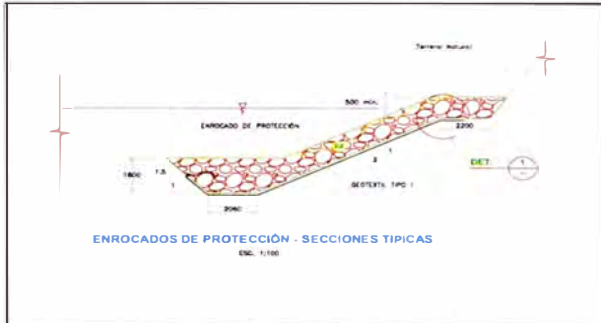 Terreno Natural
500 min.
ENROCADO DE PROTECCIÓN
2200
2 1
DET. 1
1800
1.5
1
GEOTEXTIL TIPO I
2060
ENROCADOS DE PROTECCIÓN - SECCIONES TIPICAS
ESC. 1:100